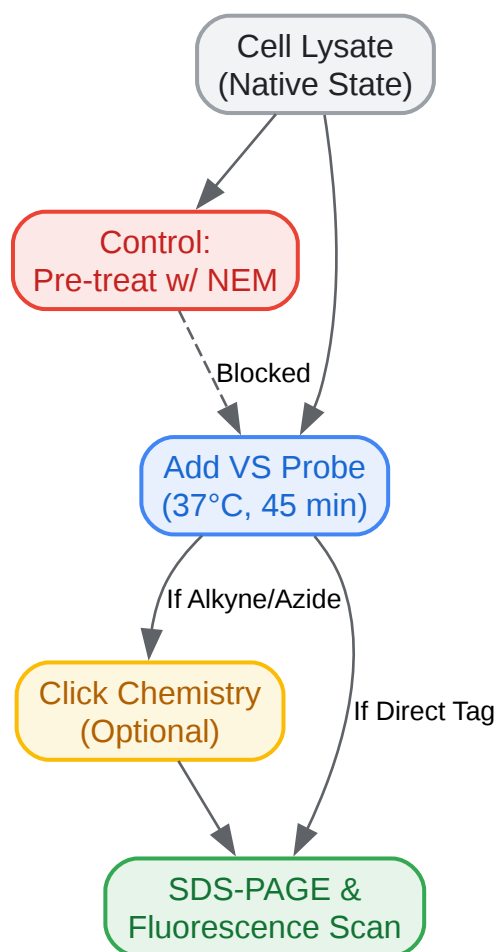 Cell Lysate
(Native State)
Control:
Pre-treat w/ NEM
Blocked
Add VS Probe
(37°C, 45 min)
If Alkyne/Azide
Click Chemistry
(Optional)
If Direct Tag
SDS-PAGE &
Fluorescence Scan